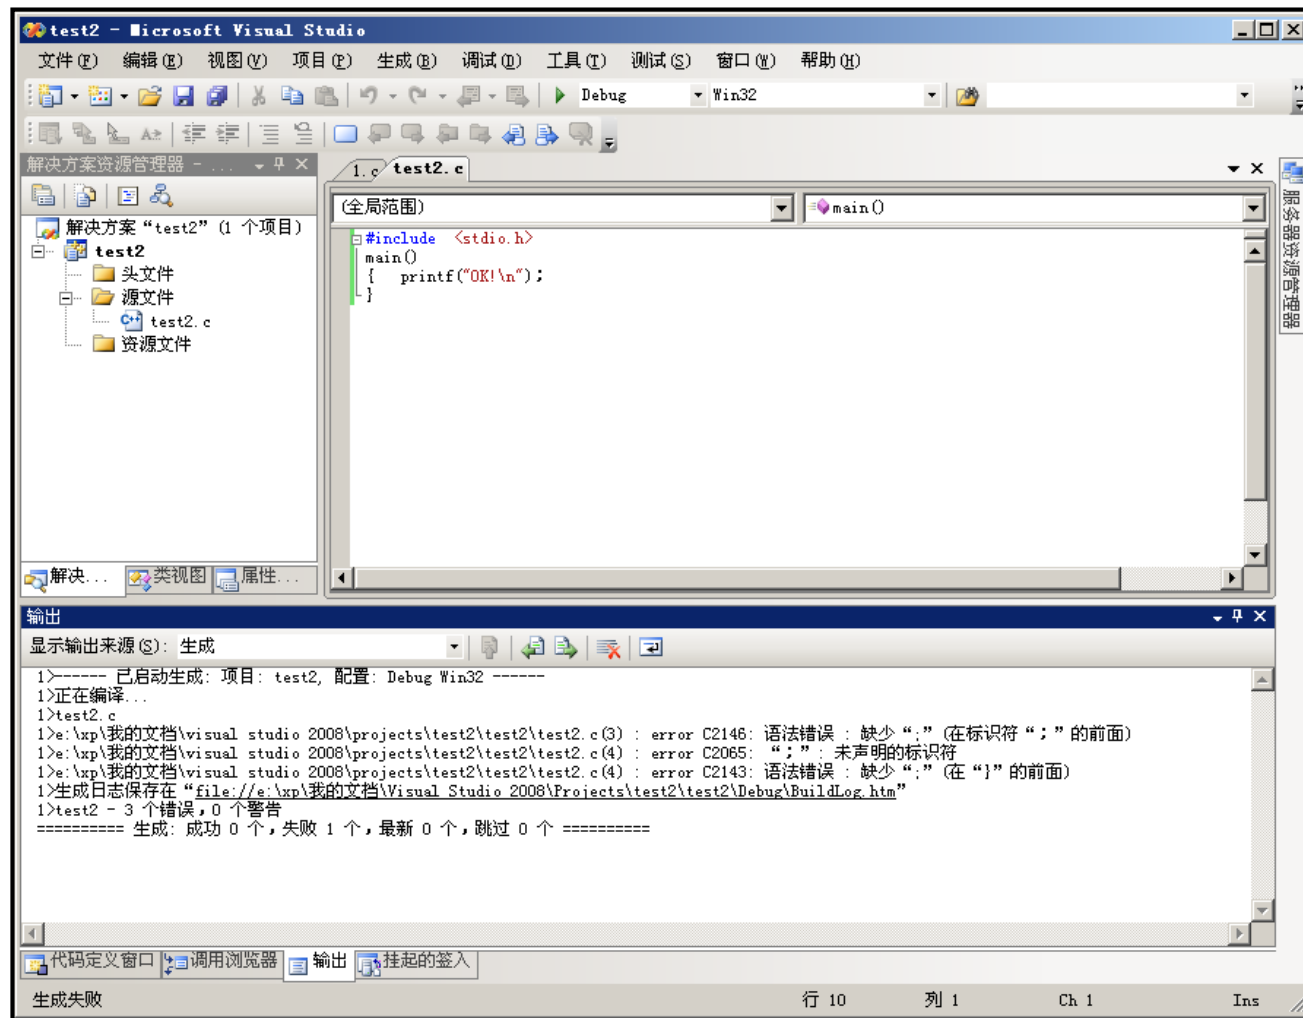 test2 - Microsoft Visual Studio
文件(F) 编辑(E) 视图(V) 项目(P) 生成(B) 调试(D) 工具(T) 测试(S) 窗口(W) 帮助(H)
Debug Win32
解决方案资源管理器 - ...
1.c test2.c
(全局范围) main()
解决方案“test2”(1 个项目)
test2
头文件
源文件
test2.c
资源文件
#include <stdio.h>
main()
{ printf("OK!\n")；
}
服务器资源管理器
解决... 类视图 属性...
输出
显示输出来源(S): 生成
1>------ 已启动生成: 项目: test2, 配置: Debug Win32 ------
1>正在编译...
1>test2.c
1>e:\xp\我的文档\visual studio 2008\projects\test2\test2\test2.c(3) : error C2146: 语法错误 : 缺少“;”(在标识符“；”的前面)
1>e:\xp\我的文档\visual studio 2008\projects\test2\test2\test2.c(4) : error C2065: “；”: 未声明的标识符
1>e:\xp\我的文档\visual studio 2008\projects\test2\test2\test2.c(4) : error C2143: 语法错误 : 缺少“;”(在“}”的前面)
1>生成日志保存在“file://e:\xp\我的文档\Visual Studio 2008\Projects\test2\test2\Debug\BuildLog.htm”
1>test2 - 3 个错误，0 个警告
========== 生成: 成功 0 个，失败 1 个，最新 0 个，跳过 0 个 ==========
代码定义窗口 调用浏览器 输出 挂起的签入
生成失败 行 10 列 1 Ch 1 Ins